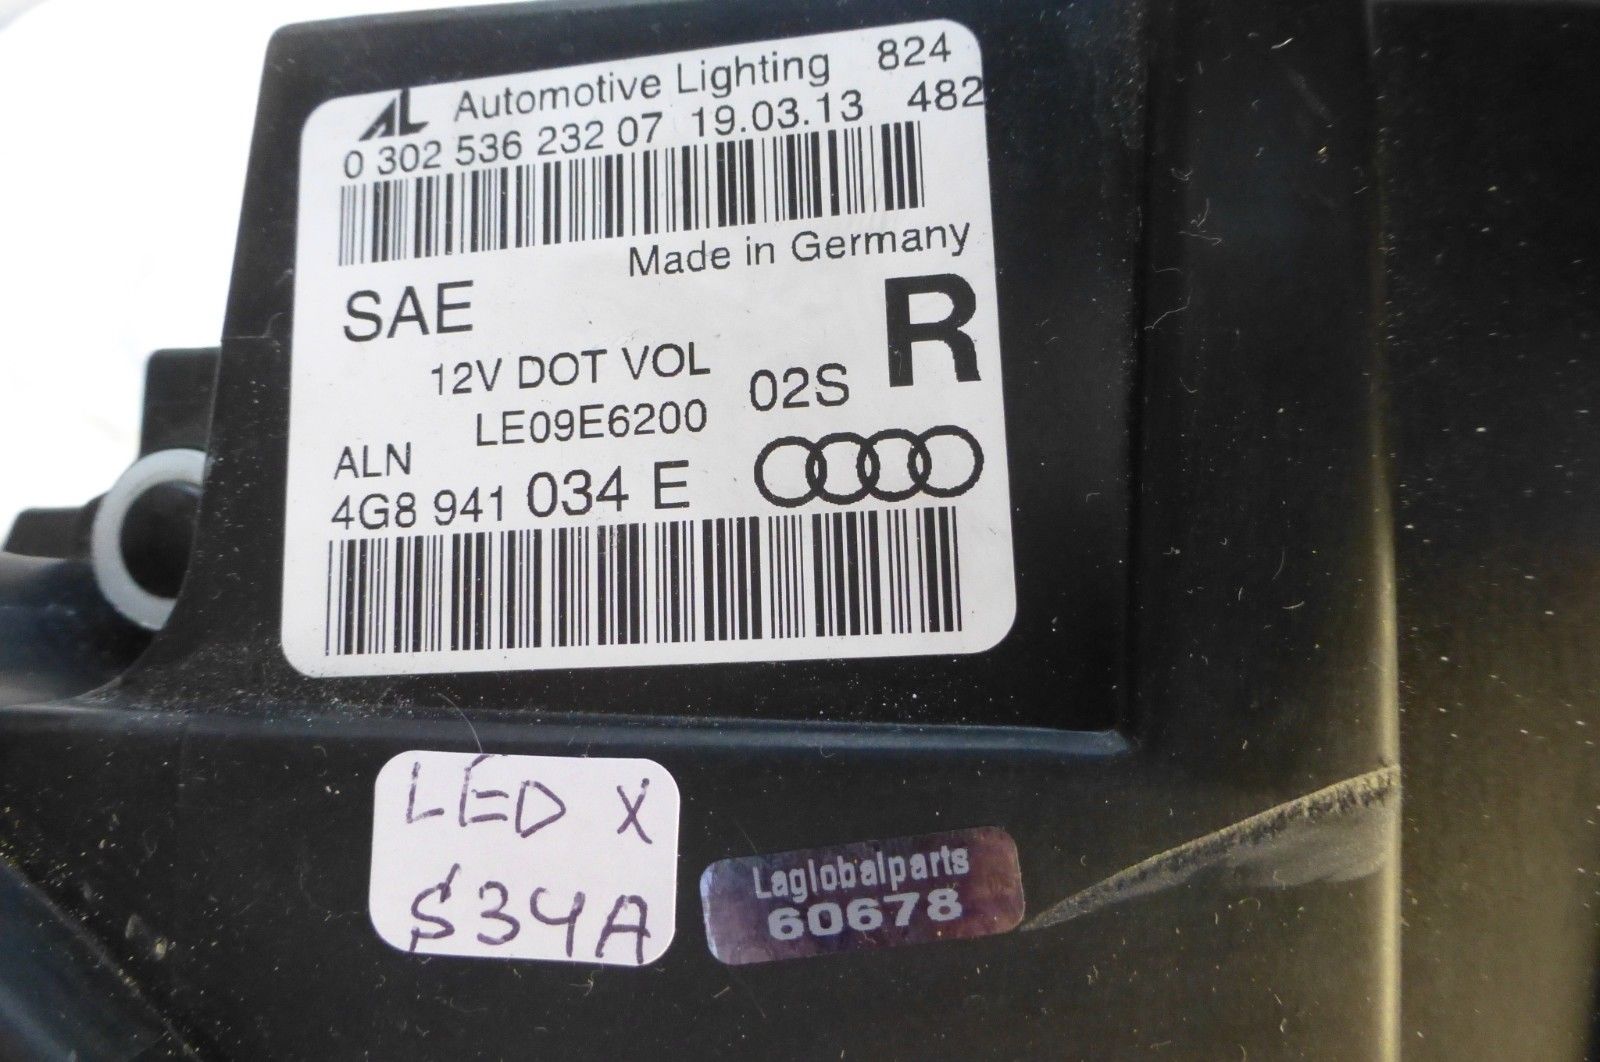 AL Automotive Lighting 824
0 302 536 232 07 19.03.13 482
Made in Germany
SAE
R
12V DOT VOL 02S
LE09E6200
ALN
4G8 941 034 E
LED X
S34A
Laglobalparts
60678